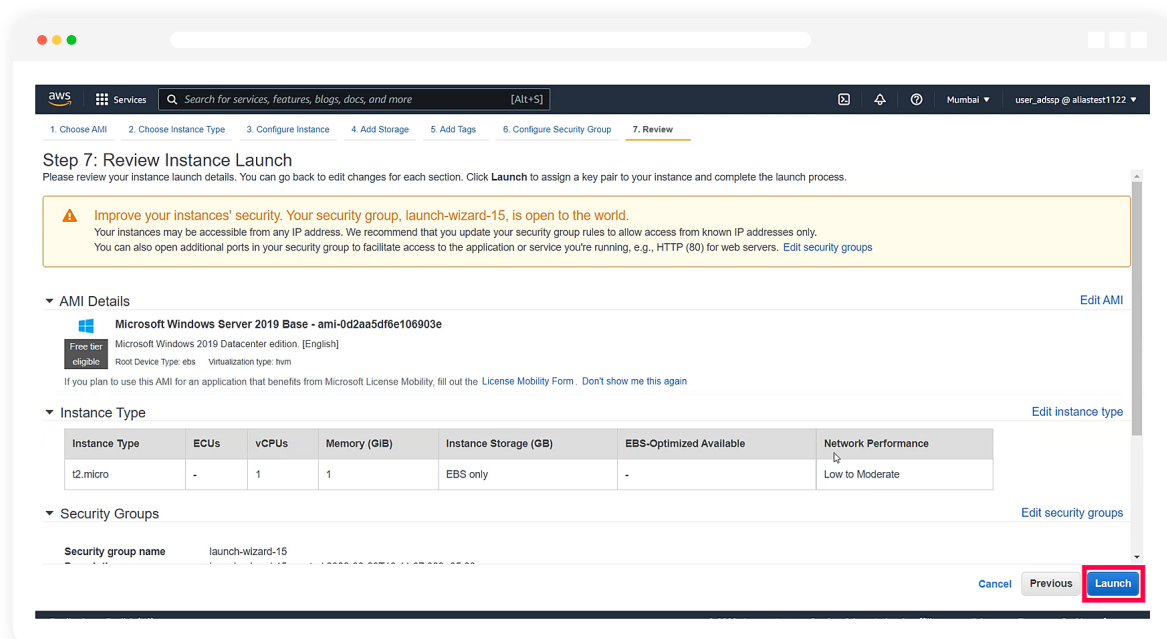 aws
Services
Search for services, features, blogs, docs, and more [Alt+S]
Mumbai
user_adssp @ aliastest1122
1. Choose AMI 2. Choose Instance Type 3. Configure Instance 4. Add Storage 5. Add Tags 6. Configure Security Group 7. Review
Step 7: Review Instance Launch
Please review your instance launch details. You can go back to edit changes for each section. Click Launch to assign a key pair to your instance and complete the launch process.
Improve your instances' security. Your security group, launch-wizard-15, is open to the world.
Your instances may be accessible from any IP address. We recommend that you update your security group rules to allow access from known IP addresses only.
You can also open additional ports in your security group to facilitate access to the application or service you're running, e.g., HTTP (80) for web servers. Edit security groups
AMI Details Edit AMI
Microsoft Windows Server 2019 Base - ami-0d2aa5df6e106903e
Free tier
eligible
Microsoft Windows 2019 Datacenter edition. [English]
Root Device Type: ebs Virtualization type: hvm
If you plan to use this AMI for an application that benefits from Microsoft License Mobility, fill out the License Mobility Form. Don't show me this again
Instance Type Edit instance type
Instance Type ECUs vCPUs Memory (GiB) Instance Storage (GB) EBS-Optimized Available Network Performance
t2.micro - 1 1 EBS only - Low to Moderate
Security Groups Edit security groups
Security group name launch-wizard-15
Cancel Previous Launch